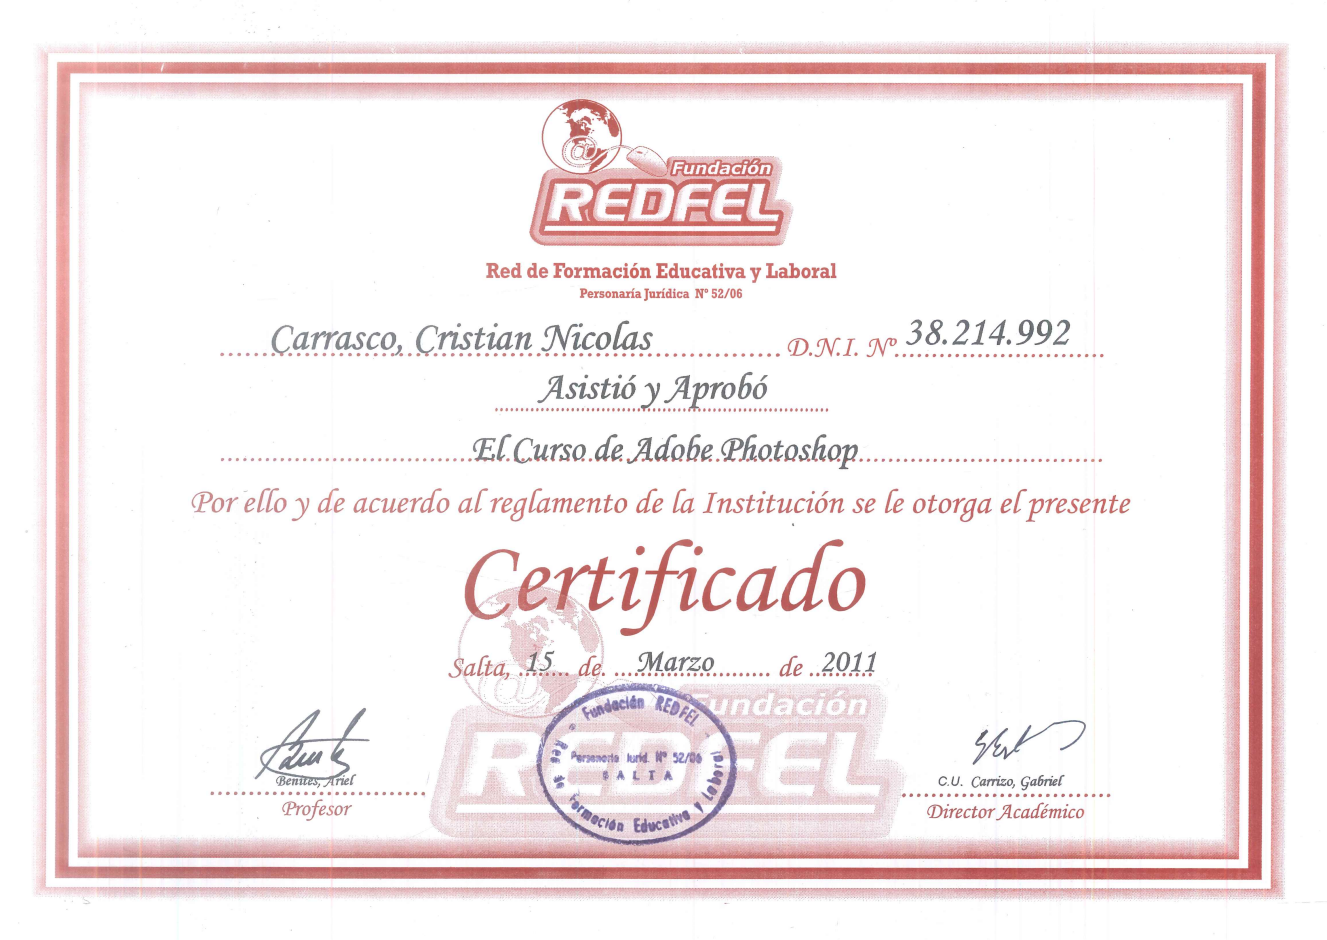 Fundación
REDFEL
Red de Formación Educativa y Laboral
Personaría Jurídica Nº 52/06
Carrasco, Cristian Nicolas D.N.I. Nº 38.214.992
Asistió y Aprobó
El Curso de Adobe Photoshop
Por ello y de acuerdo al reglamento de la Institución se le otorga el presente
Certificado
Salta, 15 de Marzo de 2011
Fundación
REDFEL
Fundación REDFEL
Personería Juríd. Nº 52/06
SALTA
Red de Formación Educativa y Laboral
Benites, Ariel
Profesor
C.U. Carrizo, Gabriel
Director Académico